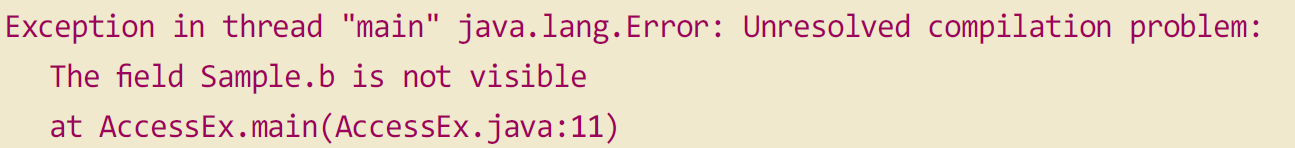 Exception in thread "main" java.lang.Error: Unresolved compilation problem:
The field Sample.b is not visible
at AccessEx.main(AccessEx.java:11)